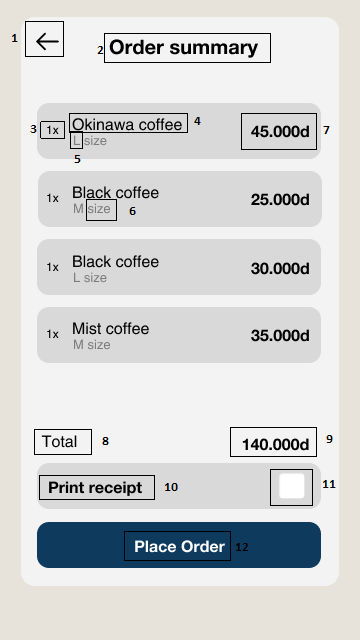 1
2 Order summary
3 1x Okinawa coffee 4 45.000d 7
L size
5
1x Black coffee 25.000d
M size 6
1x Black coffee 30.000d
L size
1x Mist coffee 35.000d
M size
Total 8 140.000d 9
Print receipt 10 11
Place Order 12